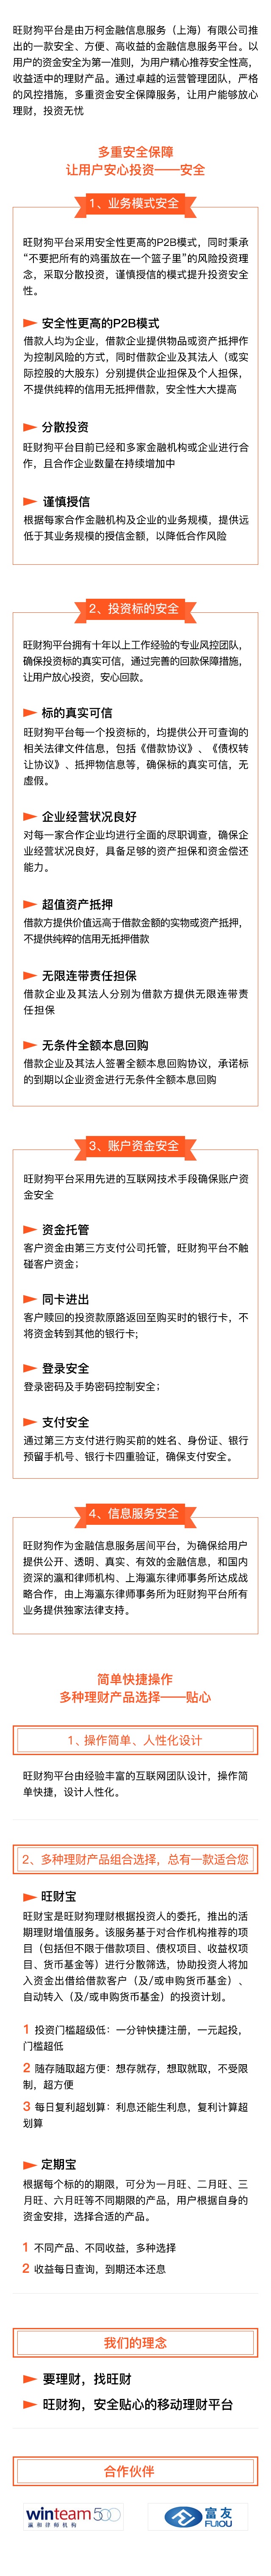 旺财狗平台是由万柯金融信息服务（上海）有限公司推
出的一款安全、方便、高收益的金融信息服务平台。以
用户的资金安全为第一准则，为用户精心推荐安全性高，
收益适中的理财产品。通过卓越的运营管理团队，严格
的风控措施，多重资金安全保障服务，让用户能够放心
理财，投资无忧
多重安全保障
让用户安心投资——安全
1、业务模式安全
旺财狗平台采用安全性更高的P2B模式，同时秉承
“不要把所有的鸡蛋放在一个篮子里”的风险投资理
念，采取分散投资，谨慎授信的模式提升投资安全
性。
安全性更高的P2B模式
借款人均为企业，借款企业提供物品或资产抵押作
为控制风险的方式，同时借款企业及其法人（或实
际控股的大股东）分别提供企业担保及个人担保，
不提供纯粹的信用无抵押借款，安全性大大提高
分散投资
旺财狗平台目前已经和多家金融机构或企业进行合
作，且合作企业数量在持续增加中
谨慎授信
根据每家合作金融机构及企业的业务规模，提供远
低于其业务规模的授信金额，以降低合作风险
2、投资标的安全
旺财狗平台拥有十年以上工作经验的专业风控团队，
确保投资标的真实可信，通过完善的回款保障措施，
让用户放心投资，安心回款。
标的真实可信
旺财狗平台每一个投资标的，均提供公开可查询的
相关法律文件信息，包括《借款协议》、《债权转
让协议》、抵押物信息等，确保标的真实可信，无
虚假。
企业经营状况良好
对每一家合作企业均进行全面的尽职调查，确保企
业经营状况良好，具备足够的资产担保和资金偿还
能力。
超值资产抵押
借款方提供价值远高于借款金额的实物或资产抵押，
不提供纯粹的信用无抵押借款
无限连带责任担保
借款企业及其法人分别为借款方提供无限连带责
任担保
无条件全额本息回购
借款企业及其法人签署全额本息回购协议，承诺标
的到期以企业资金进行无条件全额本息回购
3、账户资金安全
旺财狗平台采用先进的互联网技术手段确保账户资
金安全
资金托管
客户资金由第三方支付公司托管，旺财狗平台不触
碰客户资金；
同卡进出
客户赎回的投资款原路返回至购买时的银行卡，不
将资金转到其他的银行卡；
登录安全
登录密码及手势密码控制安全；
支付安全
通过第三方支付进行购买前的姓名、身份证、银行
预留手机号、银行卡四重验证，确保支付安全。
4、信息服务安全
旺财狗作为金融信息服务居间平台，为确保给用户
提供公开、透明、真实、有效的金融信息，和国内
资深的瀛和律师机构、上海瀛东律师事务所达成战
略合作，由上海瀛东律师事务所为旺财狗平台所有
业务提供独家法律支持。
简单快捷操作
多种理财产品选择——贴心
1、操作简单、人性化设计
旺财狗平台由经验丰富的互联网团队设计，操作简
单快捷，设计人性化。
2、多种理财产品组合选择，总有一款适合您
旺财宝
旺财宝是旺财狗理财根据投资人的委托，推出的活
期理财增值服务。该服务基于对合作机构推荐的项
目（包括但不限于借款项目、债权项目、收益权项
目、货币基金等）进行分散筛选，协助投资人将加
入资金出借给借款客户（及/或申购货币基金）、
自动转入（及/或申购货币基金）的投资计划。
1 投资门槛超级低：一分钟快捷注册，一元起投，
门槛超低
2 随存随取超方便：想存就存，想取就取，不受限
制，超方便
3 每日复利超划算：利息还能生利息，复利计算超
划算
定期宝
根据每个标的的期限，可分为一月旺、二月旺、三
月旺、六月旺等不同期限的产品，用户根据自身的
资金安排，选择合适的产品。
1 不同产品、不同收益，多种选择
2 收益每日查询，到期还本还息
我们的理念
要理财，找旺财
旺财狗，安全贴心的移动理财平台
合作伙伴
winteam500
瀛和律师机构
富友
FUIOU